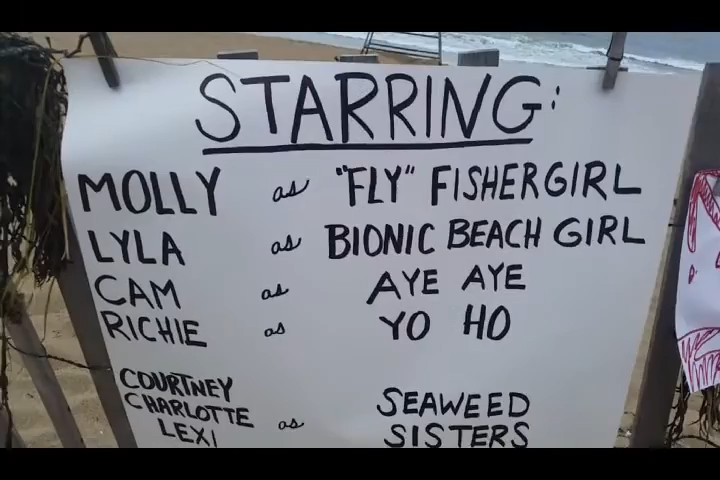 STARRING:
MOLLY as "FLY" FISHERGIRL
LYLA as BIONIC BEACH GIRL
CAM as AYE AYE
RICHIE as YO HO
COURTNEY
CHARLOTTE as SEAWEED
LEXI SISTERS